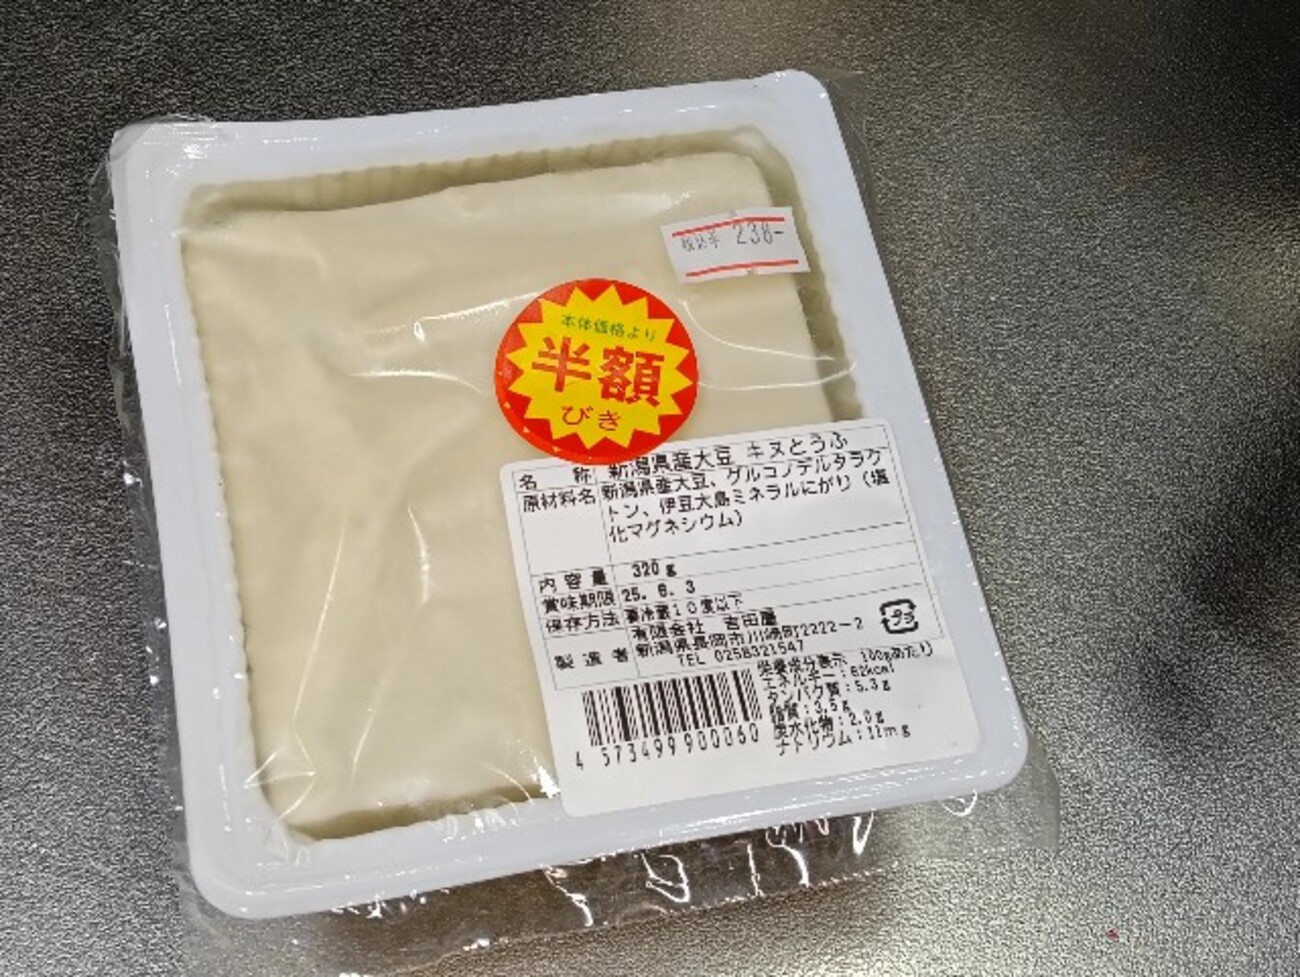 税込¥ 238-
本体価格より
半額
びき
名称 新潟県産大豆 キヌとうふ
原材料名 新潟県産大豆、グルコノデルタラク
トン、伊豆大島ミネラルにがり（塩
化マグネシウム）
内容量 320g
賞味期限 25. 6. 3
保存方法 要冷蔵10度以下
製造者 有限会社 吉田屋
新潟県長岡市川崎町2222-2
TEL 0258321547
プラ
栄養成分表示 100gあたり
エネルギー：62kcal
タンパク質：5.3g
脂質：3.5g
炭水化物：2.0g
ナトリウム：11mg
4 573499 900060